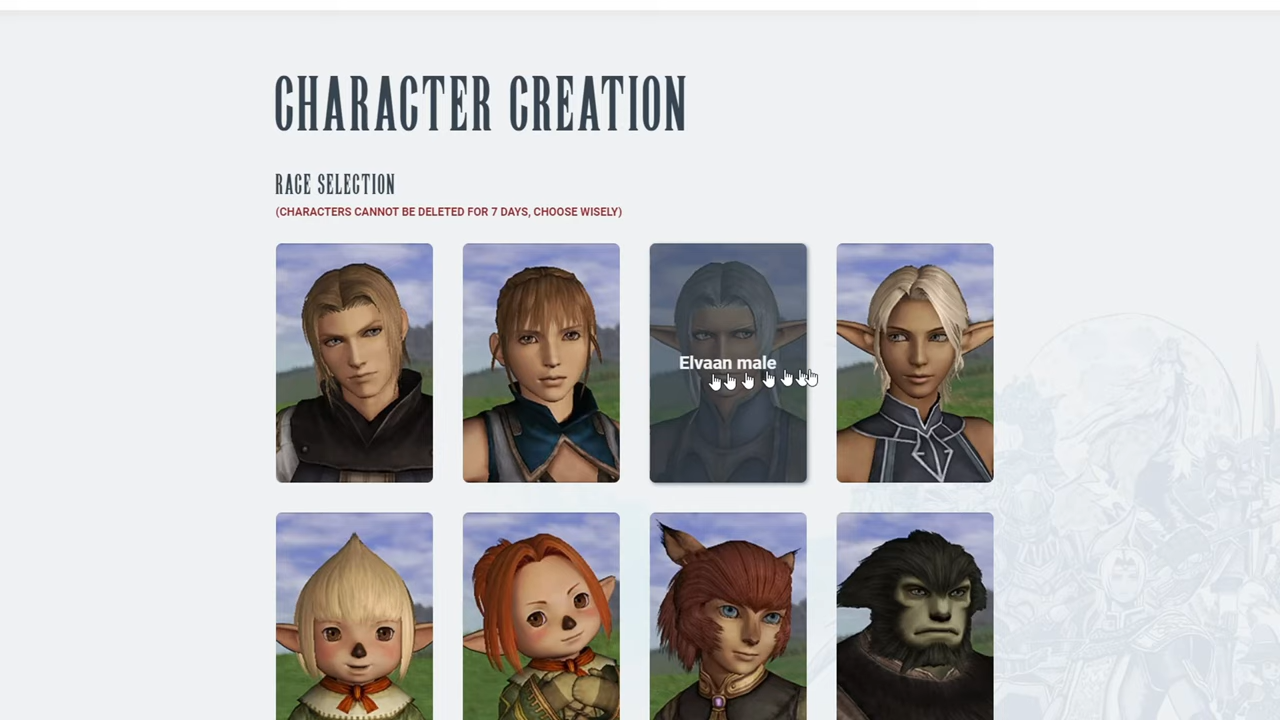 CHARACTER CREATION
RACE SELECTION
(CHARACTERS CANNOT BE DELETED FOR 7 DAYS, CHOOSE WISELY)
Elvaan male